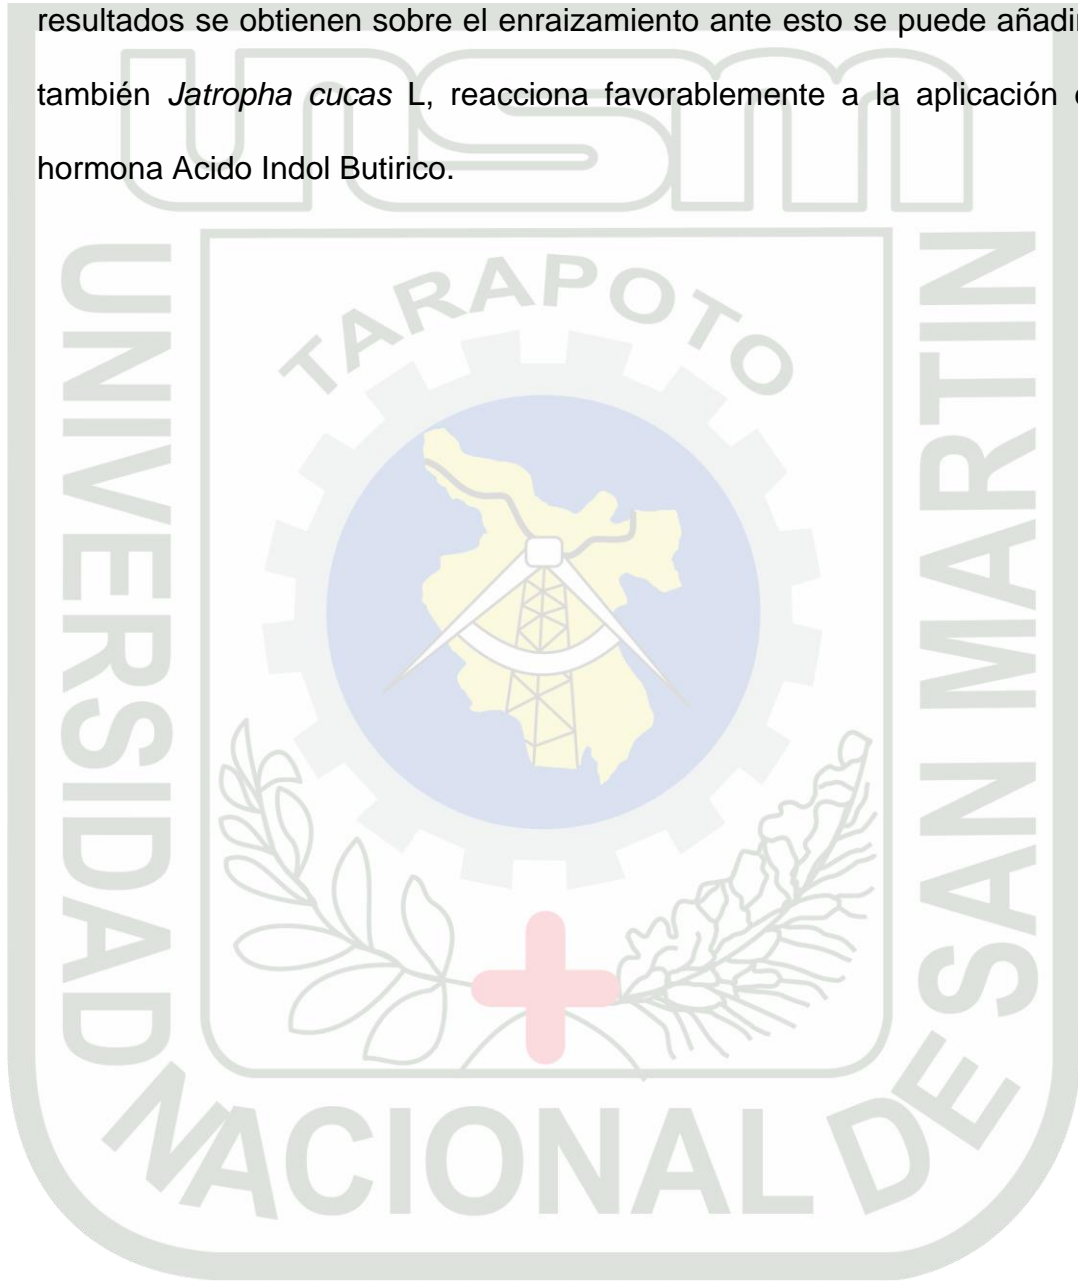 resultados se obtienen sobre el enraizamiento ante esto se puede añadir
también Jatropha cucas L, reacciona favorablemente a la aplicación
hormona Acido Indol Butirico.
unsm
TARAPOTO
UNIVERSIDAD NACIONAL DE SAN MARTIN